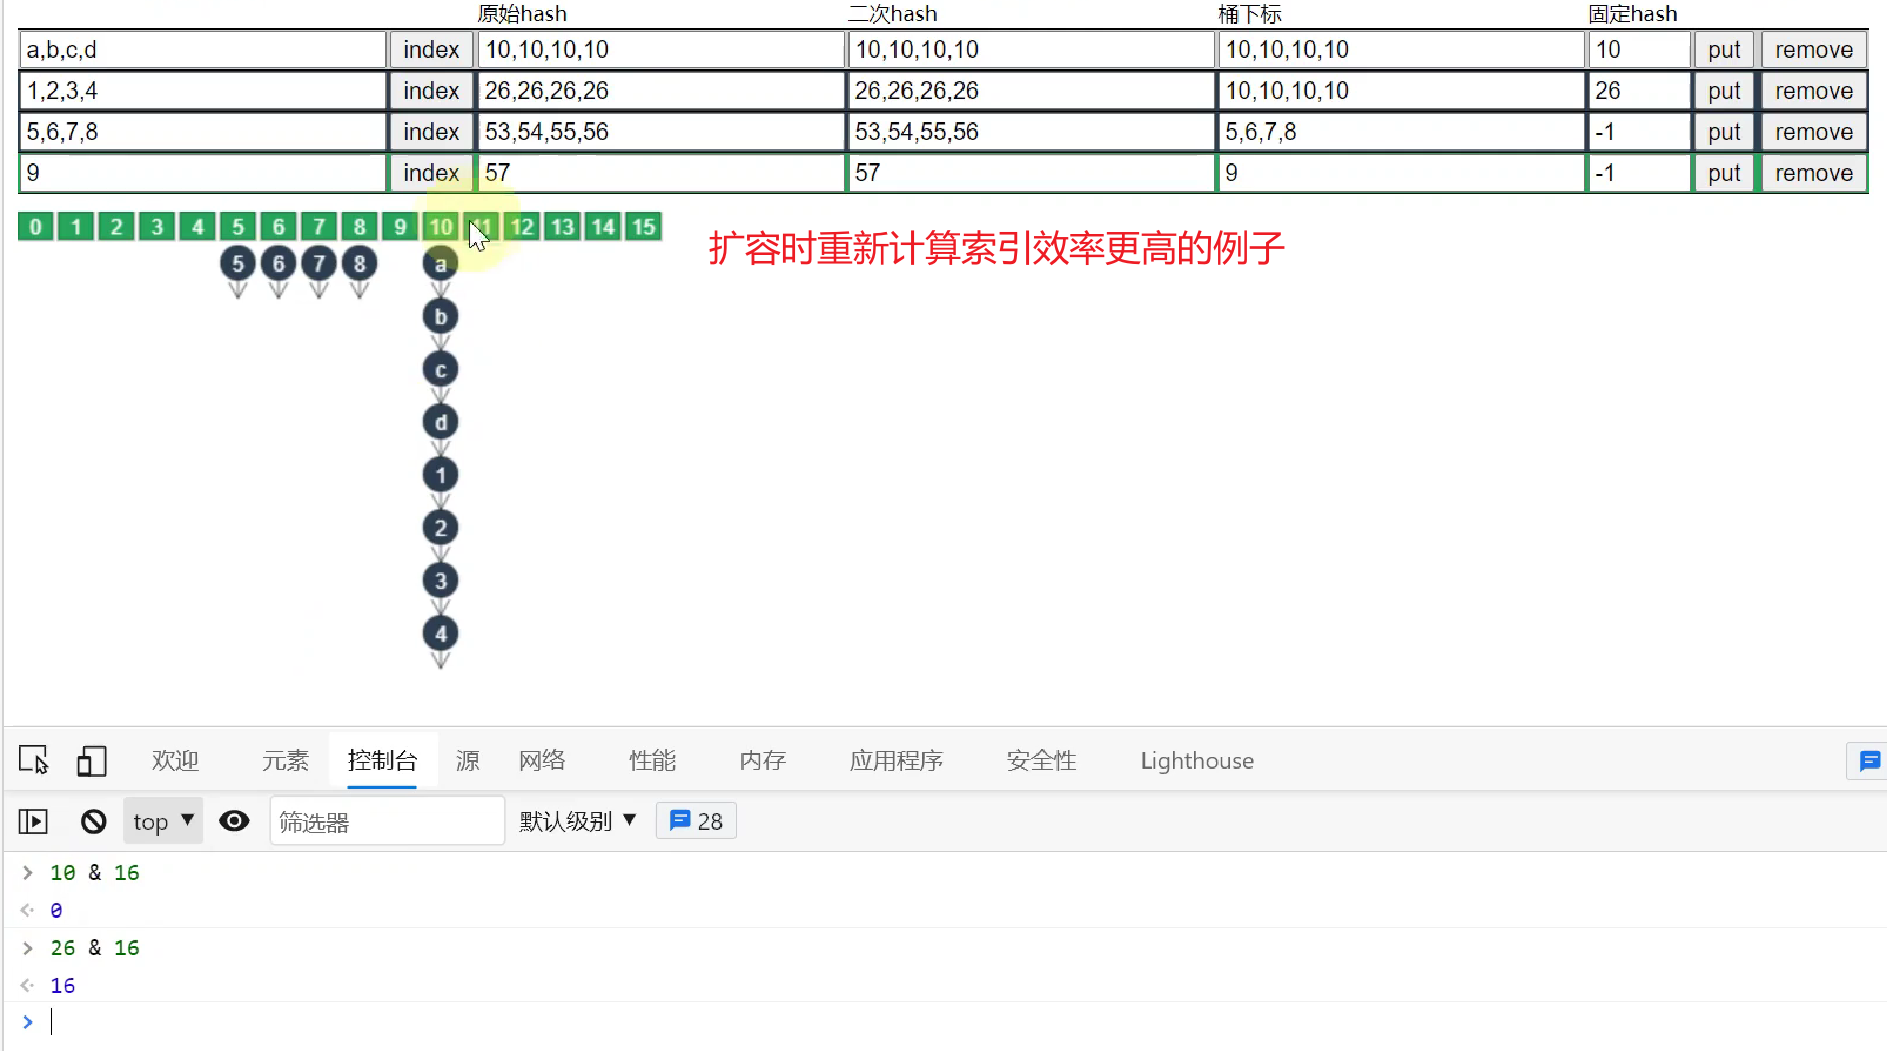 原始hash 二次hash 桶下标 固定hash
a,b,c,d index 10,10,10,10 10,10,10,10 10,10,10,10 10 put remove
1,2,3,4 index 26,26,26,26 26,26,26,26 10,10,10,10 26 put remove
5,6,7,8 index 53,54,55,56 53,54,55,56 5,6,7,8 -1 put remove
9 index 57 57 9 -1 put remove
0 1 2 3 4 5 6 7 8 9 10 11 12 13 14 15
扩容时重新计算索引效率更高的例子
5 6 7 8 a
b
c
d
1
2
3
4
欢迎 元素 控制台 源 网络 性能 内存 应用程序 安全性 Lighthouse
top 筛选器 默认级别 28
> 10 & 16
0
> 26 & 16
16
>